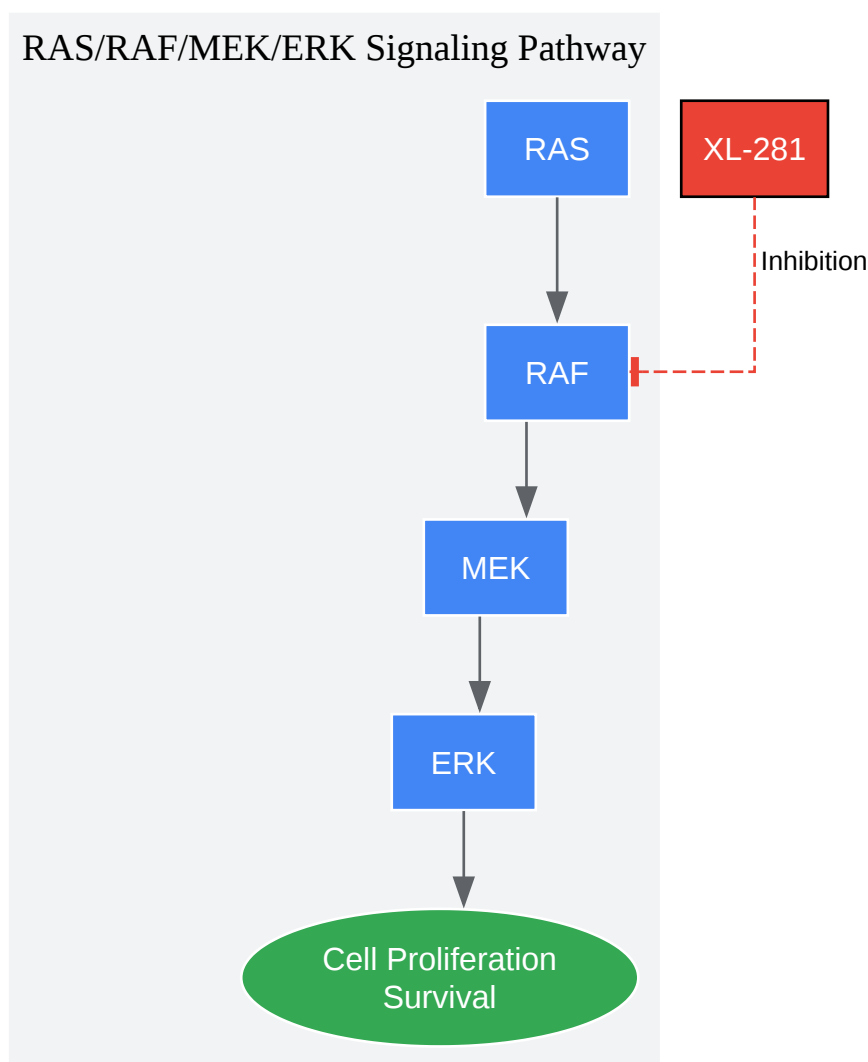 RAS/RAF/MEK/ERK Signaling Pathway
RAS
XL-281
Inhibition
RAF
MEK
ERK
Cell Proliferation
Survival